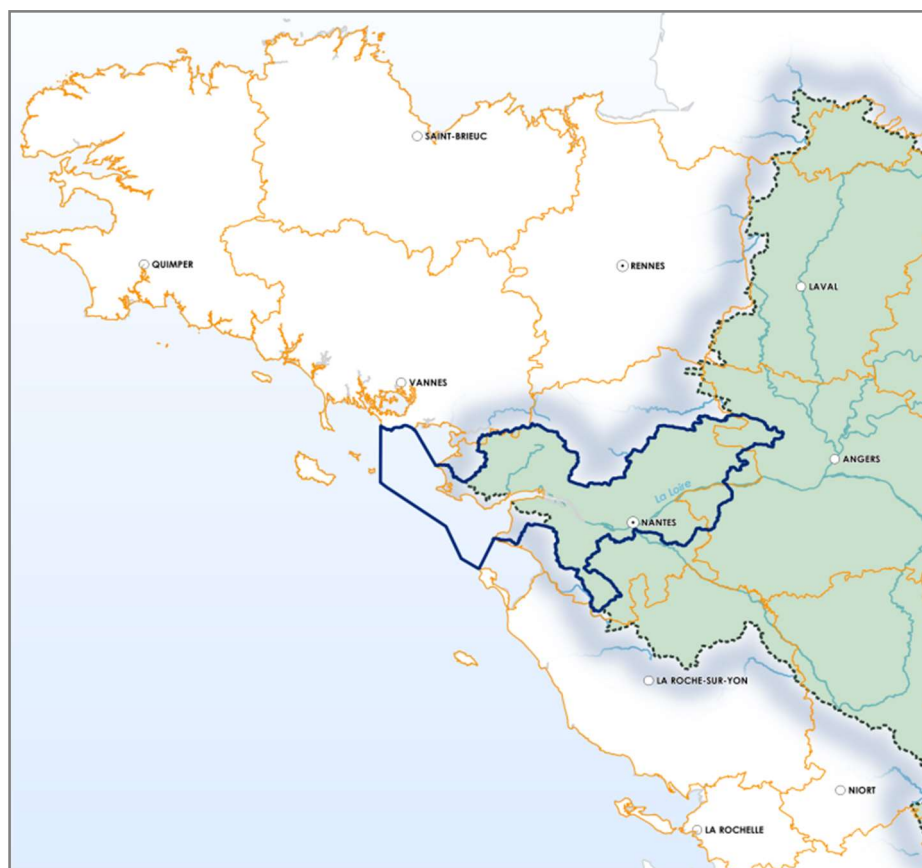 SAINT-BRIEUC
QUIMPER
RENNES
LAVAL
VANNES
ANGERS
La Loire
NANTES
LA ROCHE-SUR-YON
NIORT
LA ROCHELLE